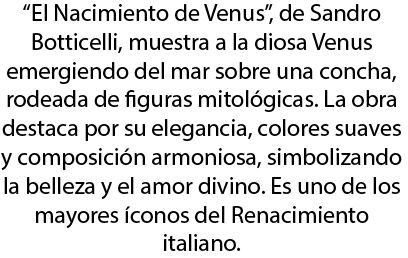 “El Nacimiento de Venus”, de Sandro
Botticelli, muestra a la diosa Venus
emergiendo del mar sobre una concha,
rodeada de figuras mitológicas. La obra
destaca por su elegancia, colores suaves
y composición armoniosa, simbolizando
la belleza y el amor divino. Es uno de los
mayores íconos del Renacimiento
italiano.